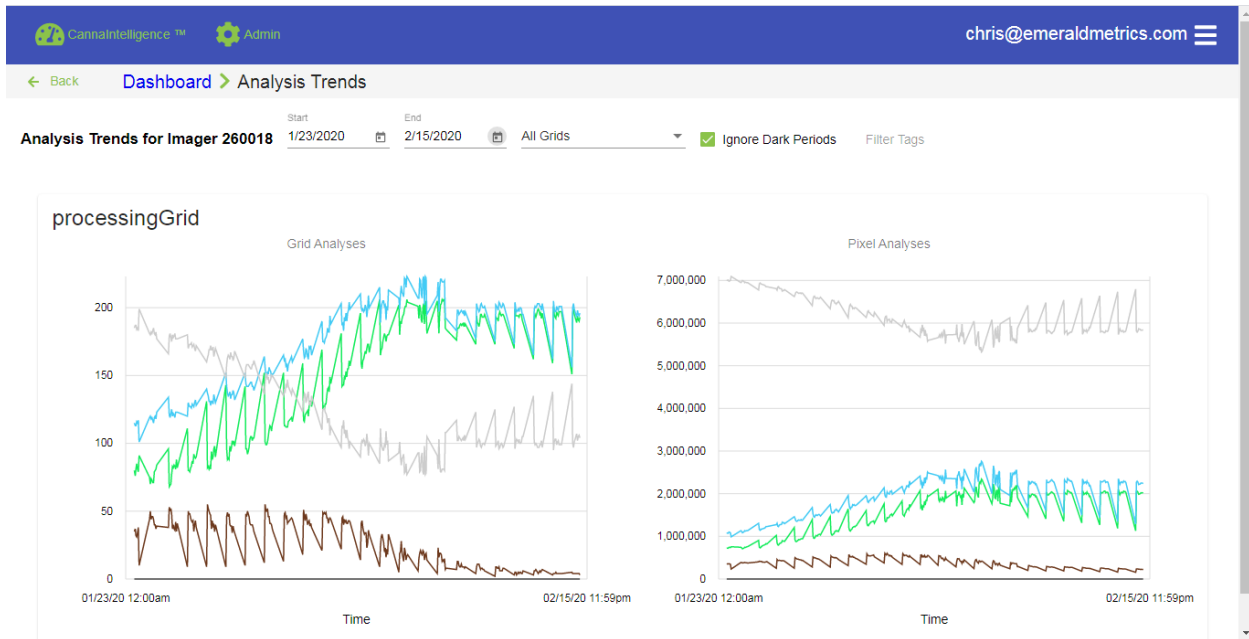 CannaIntelligence ™ Admin chris@emeraldmetrics.com
Back Dashboard > Analysis Trends
Start End
Analysis Trends for Imager 260018 1/23/2020 2/15/2020 All Grids Ignore Dark Periods Filter Tags
processingGrid
Grid Analyses
200
150
100
50
0
01/23/20 12:00am 02/15/20 11:59pm
Time
Pixel Analyses
7,000,000
6,000,000
5,000,000
4,000,000
3,000,000
2,000,000
1,000,000
0
01/23/20 12:00am 02/15/20 11:59pm
Time